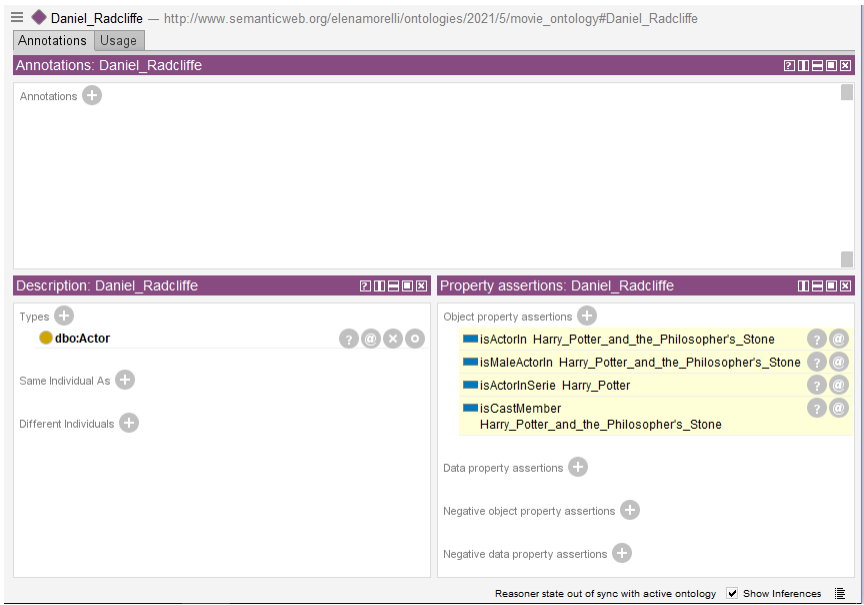 Daniel_Radcliffe — http://www.semanticweb.org/elenamorelli/ontologies/2021/5/movie_ontology#Daniel_Radcliffe
Annotations Usage
Annotations: Daniel_Radcliffe
Annotations
Description: Daniel_Radcliffe
Types
dbo:Actor
Same Individual As
Different Individuals
Property assertions: Daniel_Radcliffe
Object property assertions
isActorIn Harry_Potter_and_the_Philosopher's_Stone
isMaleActorIn Harry_Potter_and_the_Philosopher's_Stone
isActorInSerie Harry_Potter
isCastMember
Harry_Potter_and_the_Philosopher's_Stone
Data property assertions
Negative object property assertions
Negative data property assertions
Reasoner state out of sync with active ontology Show Inferences